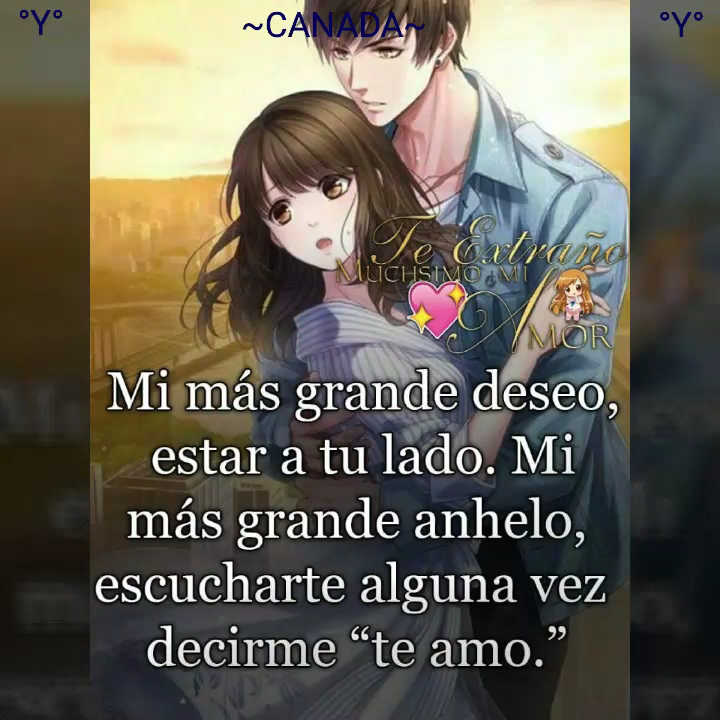 °Y° ~CANADA~ °Y°
Te Extraño
MUCHSIMO MI
AMOR
Mi más grande deseo,
estar a tu lado. Mi
más grande anhelo,
escucharte alguna vez
decirme “te amo.”